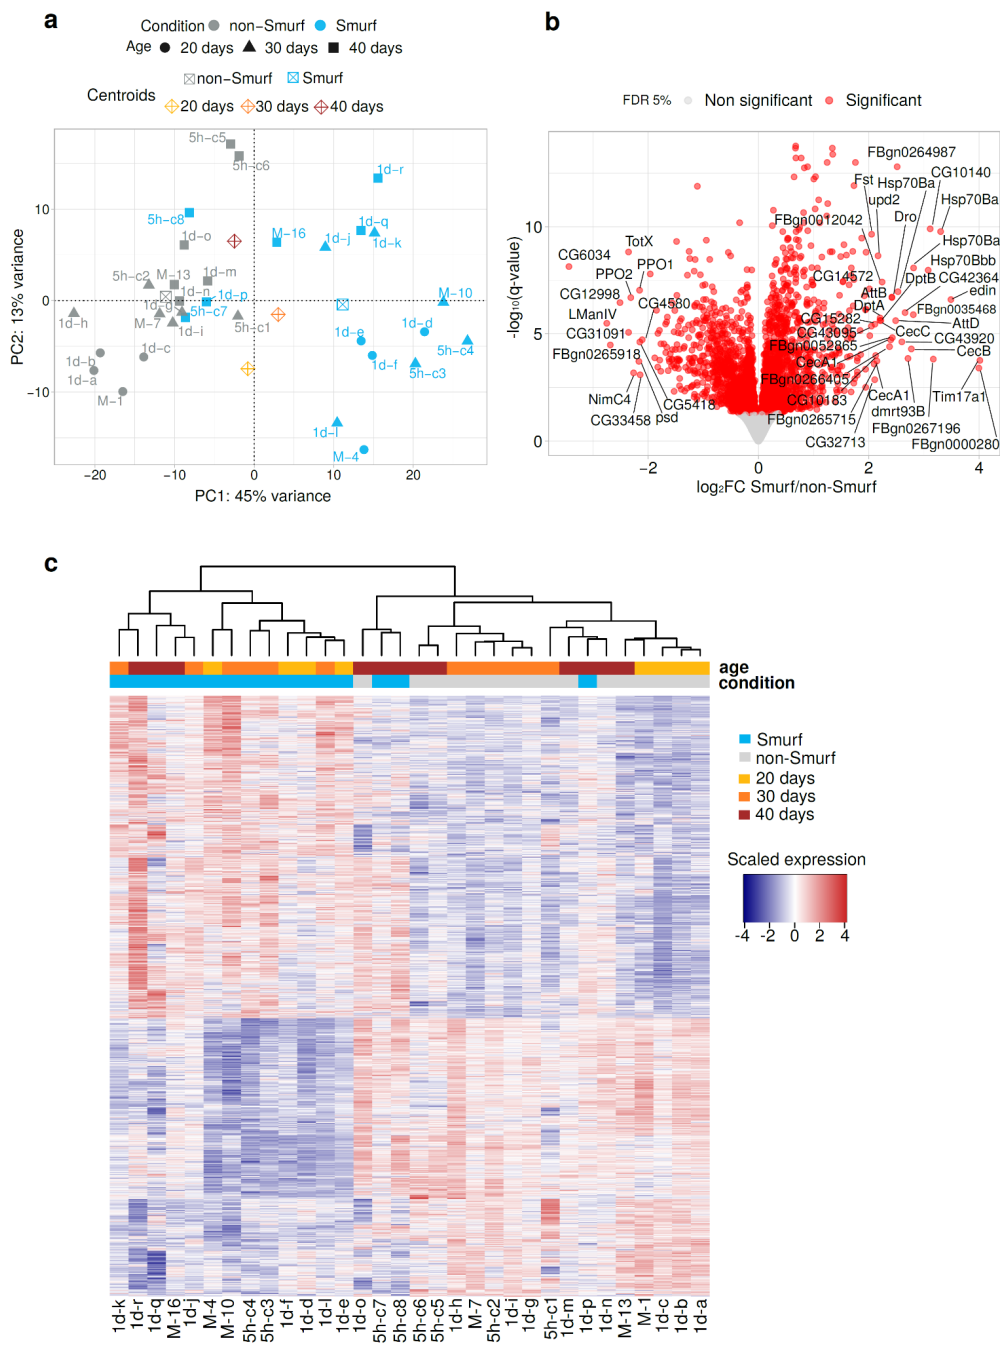 a
Condition non-Smurf Smurf
Age 20 days 30 days 40 days
non-Smurf Smurf
Centroids
20 days 30 days 40 days
5h-c5
5h-c6
1d-r
5h-c8
M-16
1d-q
1d-j
1d-k
1d-o
5h-c2
M-13
1d-m
1d-n
1d-p
M-10
1d-h
1d-g
5h-c7
M-7
1d-i
5h-c1
1d-e
1d-d
5h-c4
1d-b
1d-c
1d-f
5h-c3
1d-a
M-1
1d-l
M-4
10
0
-10
-20
-10
0
10
20
PC1: 45% variance
PC2: 13% variance
b
FDR 5% Non significant Significant
FBgn0264987
CG10140
Fst
Hsp70Ba
Hsp70Ba
upd2
Dro
FBgn0012042
TotX
Hsp70Ba
CG6034
PPO1
Hsp70Bbb
PPO2
CG14572
DptB
CG42364
CG12998
AttB
edin
CG4580
DptA
FBgn0035468
LManIV
CG15282
AttD
CG31091
CG43095
CecC
CG43920
FBgn0265918
FBgn0052865
CecB
CecA1
FBgn0266405
NimC4
CG5418
CG10183
CecA1
Tim17a1
CG33458
psd
FBgn0265715
dmrt93B
FBgn0267196
CG32713
FBgn0000280
10
5
0
-2
0
2
4
log₂FC Smurf/non-Smurf
-log₁₀(q-value)
c
age
condition
Smurf
non-Smurf
20 days
30 days
40 days
Scaled expression
-4 -2 0 2 4
1d-k
1d-r
1d-q
M-16
1d-j
M-4
M-10
5h-c4
5h-c3
1d-f
1d-d
1d-l
1d-e
1d-o
5h-c7
5h-c8
5h-c6
5h-c5
1d-h
M-7
5h-c2
1d-i
1d-g
5h-c1
1d-m
1d-p
1d-n
M-13
M-1
1d-c
1d-b
1d-a